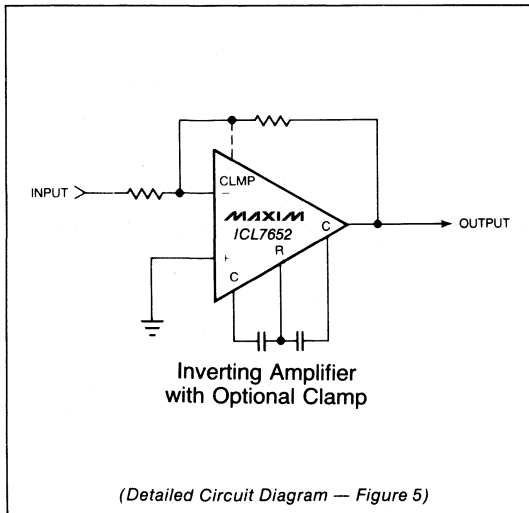 CLMP
INPUT
−
MAXIM
ICL7652
C
OUTPUT
R
+
C
Inverting Amplifier
with Optional Clamp
(Detailed Circuit Diagram — Figure 5)